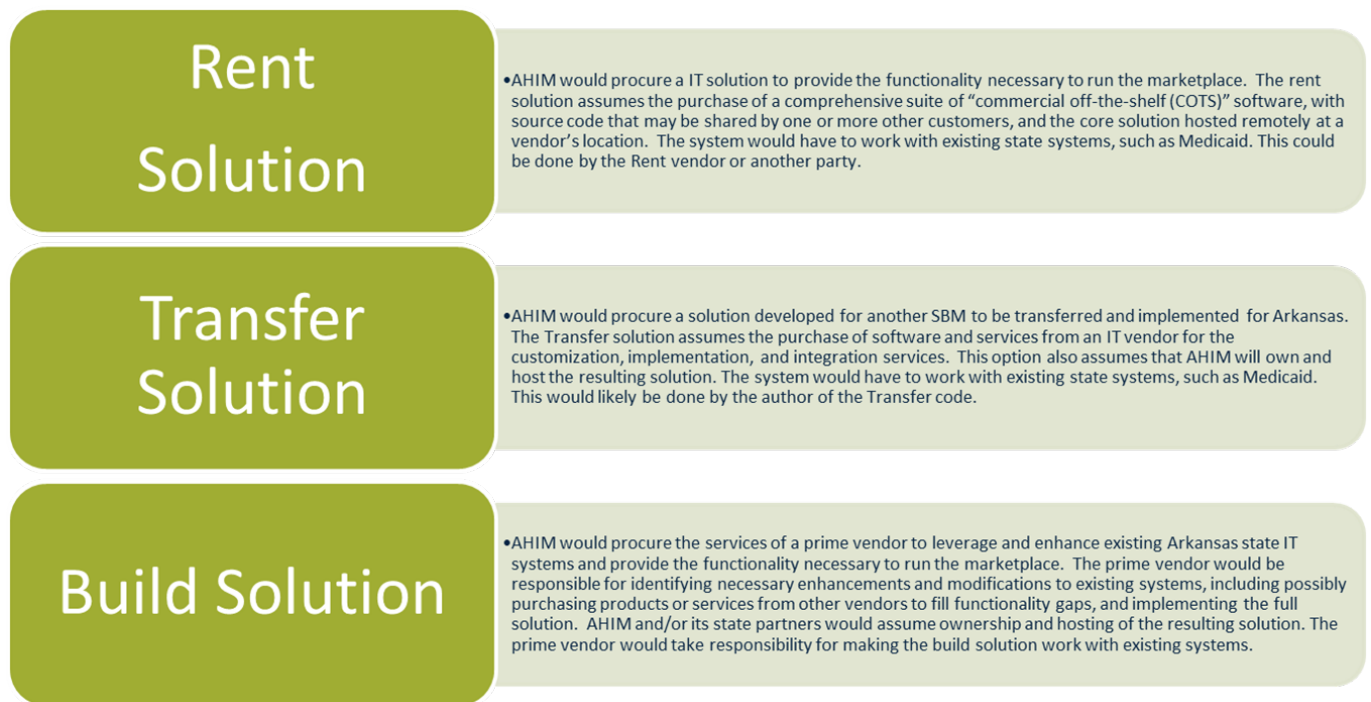 Rent
Solution
•AHIM would procure a IT solution to provide the functionality necessary to run the marketplace. The rent
solution assumes the purchase of a comprehensive suite of “commercial off-the-shelf (COTS)” software, with
source code that may be shared by one or more other customers, and the core solution hosted remotely at a
vendor’s location. The system would have to work with existing state systems, such as Medicaid. This could
be done by the Rent vendor or another party.
Transfer
Solution
•AHIM would procure a solution developed for another SBM to be transferred and implemented for Arkansas.
The Transfer solution assumes the purchase of software and services from an IT vendor for the
customization, implementation, and integration services. This option also assumes that AHIM will own and
host the resulting solution. The system would have to work with existing state systems, such as Medicaid.
This would likely be done by the author of the Transfer code.
Build Solution
•AHIM would procure the services of a prime vendor to leverage and enhance existing Arkansas state IT
systems and provide the functionality necessary to run the marketplace. The prime vendor would be
responsible for identifying necessary enhancements and modifications to existing systems, including possibly
purchasing products or services from other vendors to fill functionality gaps, and implementing the full
solution. AHIM and/or its state partners would assume ownership and hosting of the resulting solution. The
prime vendor would take responsibility for making the build solution work with existing systems.